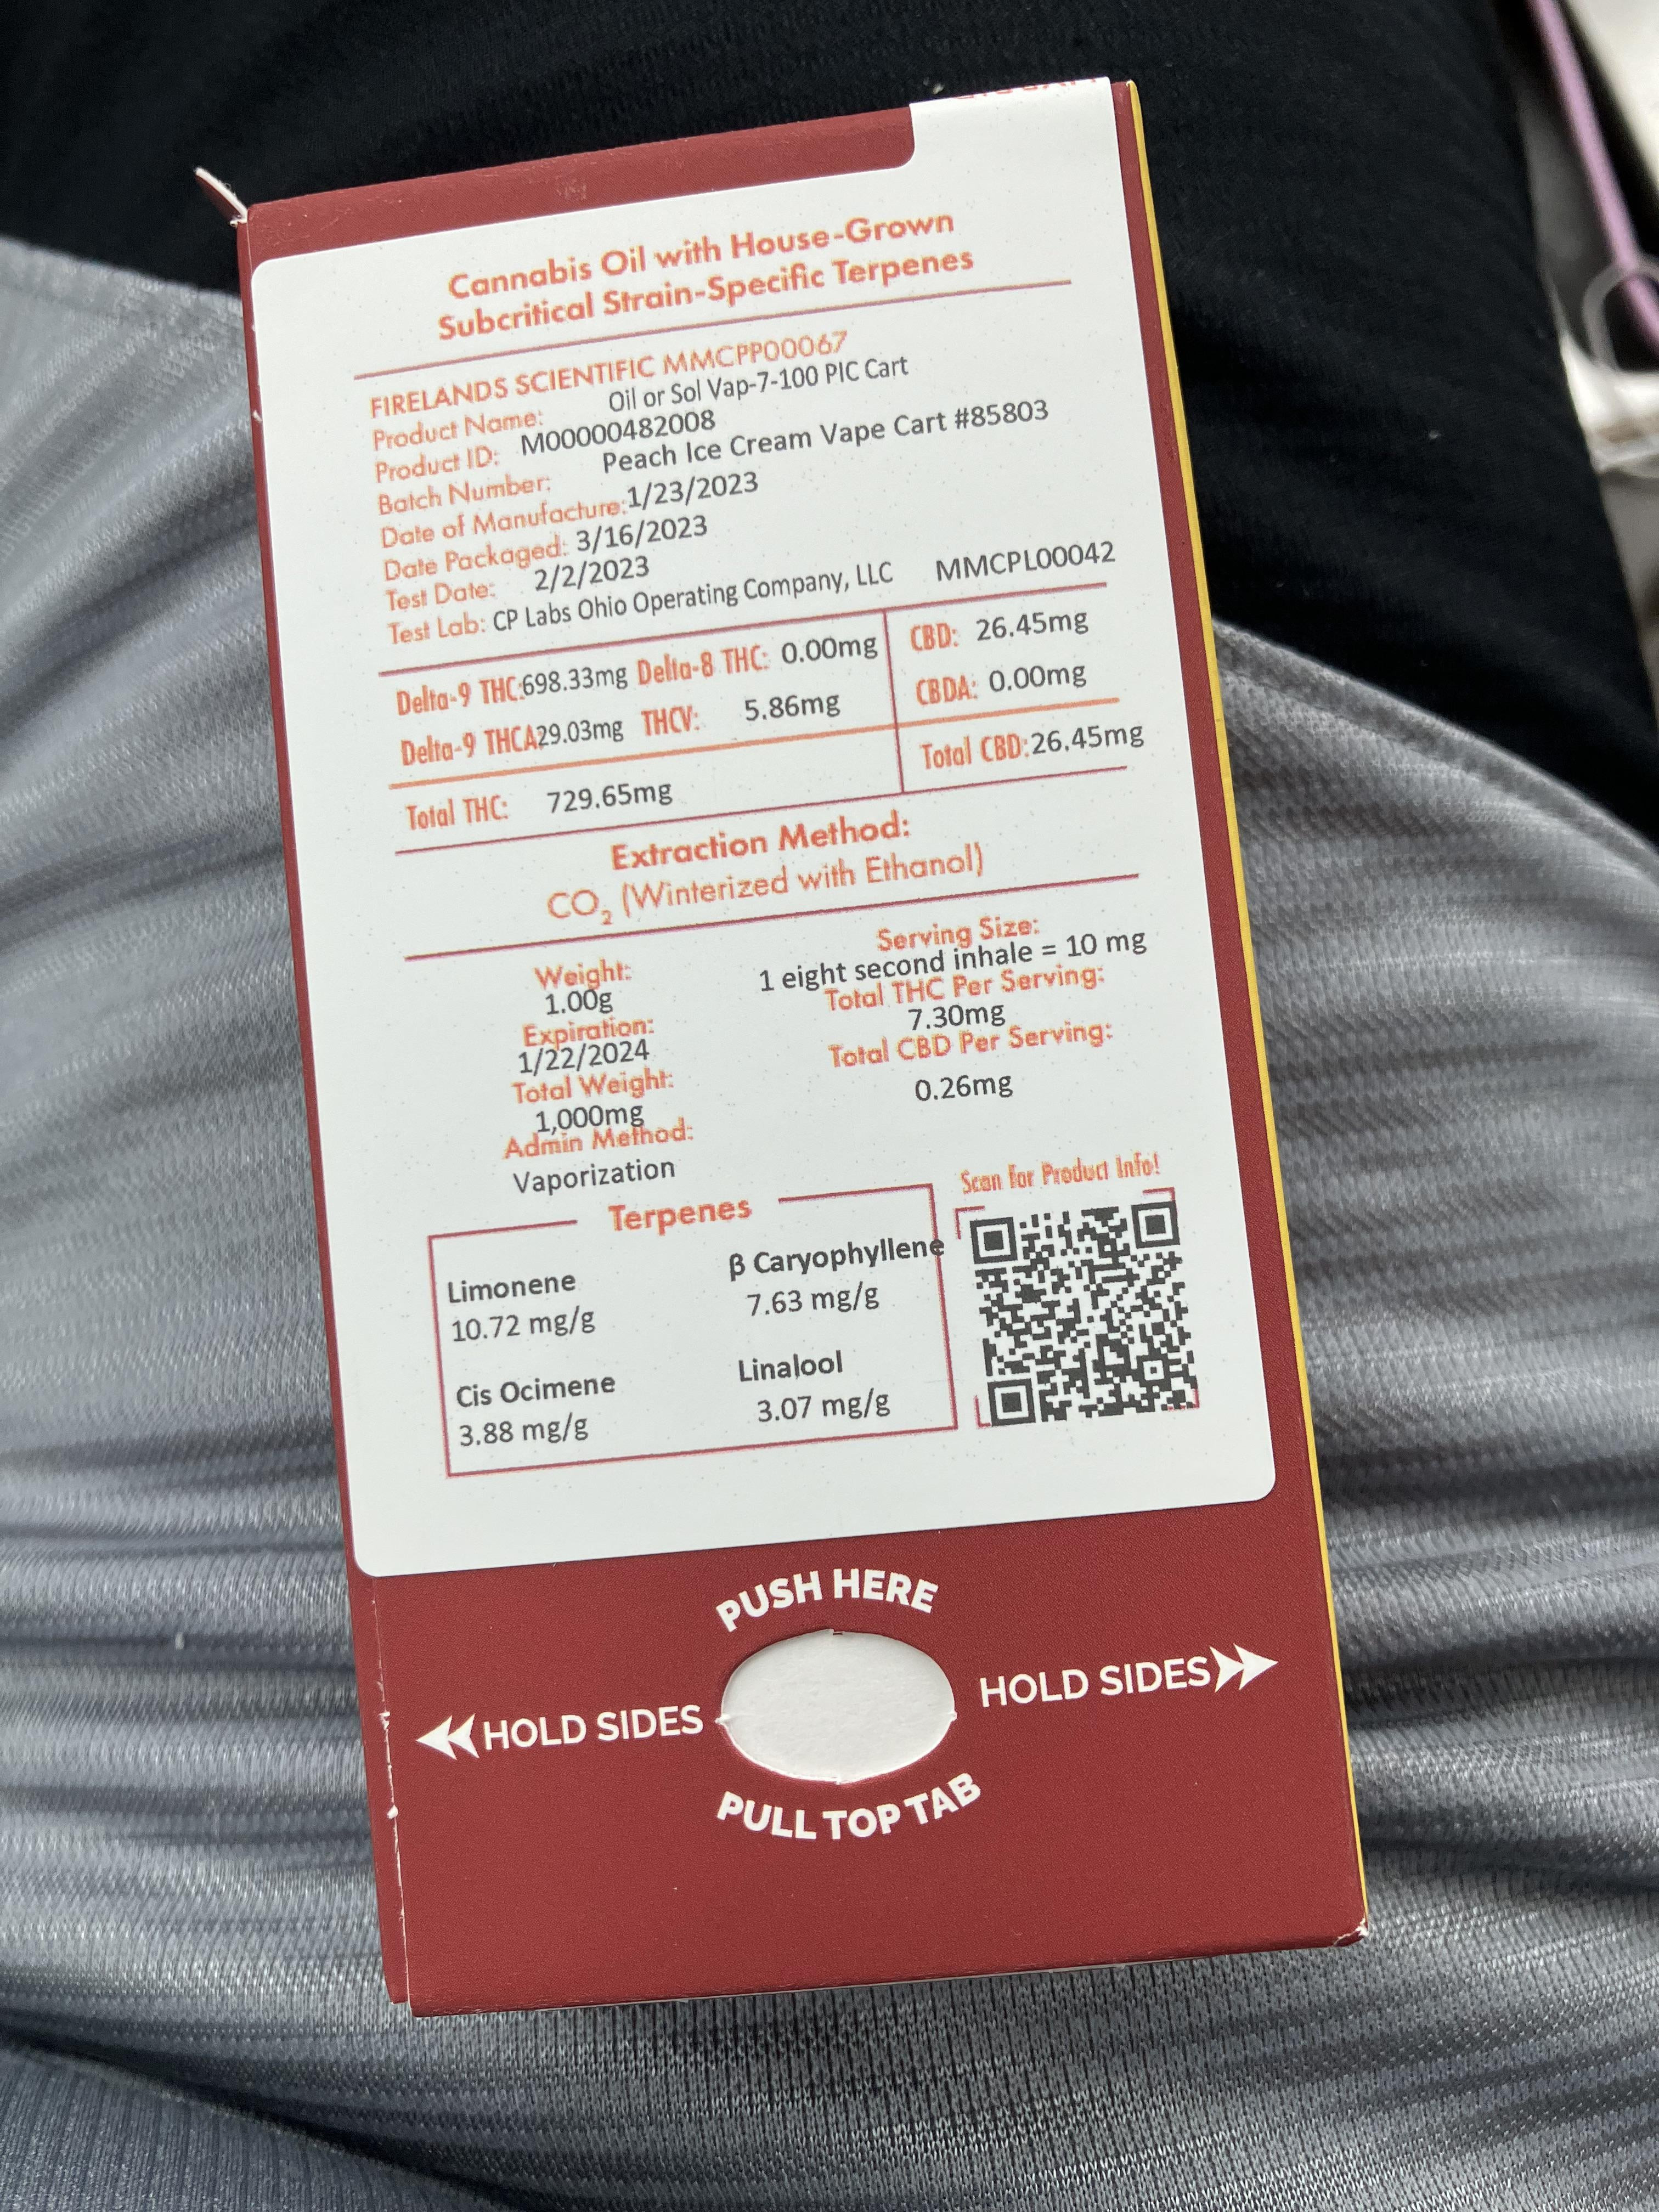 Cannabis Oil with House-Grown
Subcritical Strain-Specific Terpenes
FIRELANDS SCIENTIFIC MMCPP00067
Product Name: Oil or Sol Vap-7-100 PIC Cart
Product ID: M00000482008
Batch Number: Peach Ice Cream Vape Cart #85803
Date of Manufacture: 1/23/2023
Date Packaged: 3/16/2023
Test Date: 2/2/2023
Test Lab: CP Labs Ohio Operating Company, LLC MMCPL00042
Delta-9 THC: 698.33mg Delta-8 THC: 0.00mg CBD: 26.45mg
Delta-9 THCA 29.03mg THCV: 5.86mg CBDA: 0.00mg
Total THC: 729.65mg Total CBD: 26.45mg
Extraction Method:
CO2 (Winterized with Ethanol)
Weight:
1.00g
Expiration:
1/22/2024
Total Weight:
1,000mg
Admin Method:
Vaporization
Serving Size:
1 eight second inhale = 10 mg
Total THC Per Serving:
7.30mg
Total CBD Per Serving:
0.26mg
Terpenes
Limonene β Caryophyllene
10.72 mg/g 7.63 mg/g
Cis Ocimene Linalool
3.88 mg/g 3.07 mg/g
Scan for Product Info!
PUSH HERE
HOLD SIDES HOLD SIDES
PULL TOP TAB